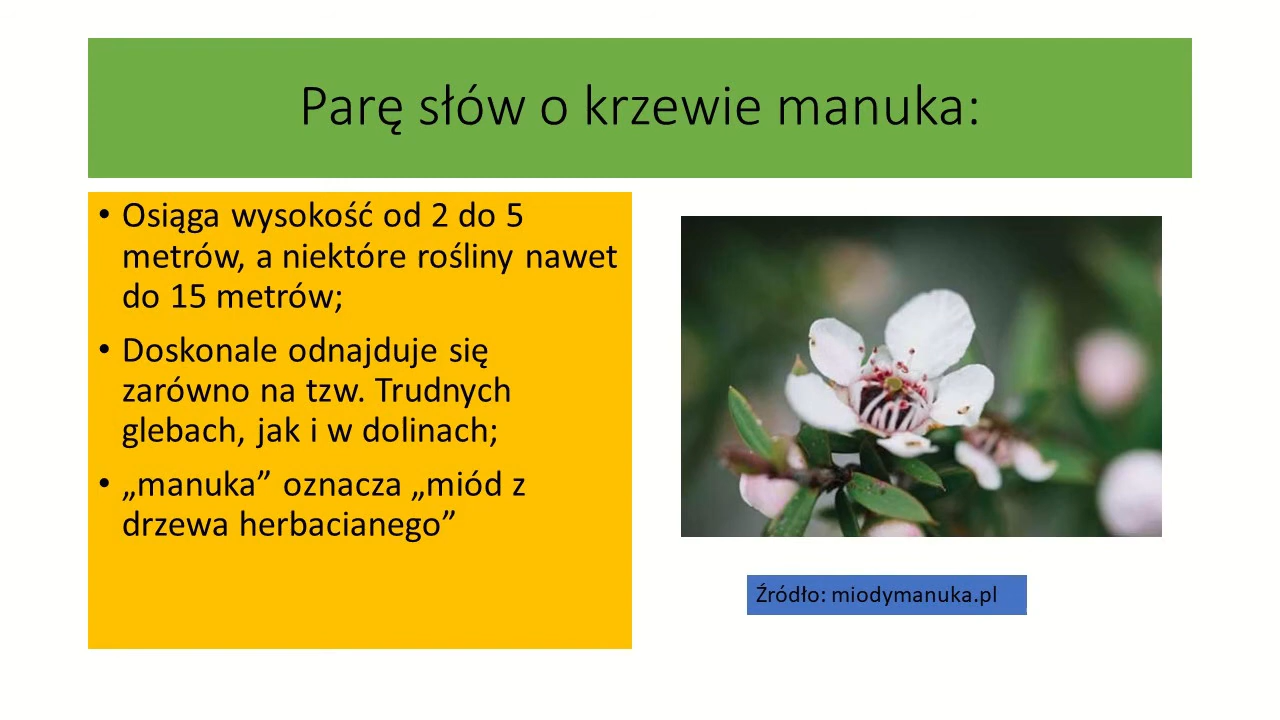 Parę słów o krzewie manuka:
• Osiąga wysokość od 2 do 5
metrów, a niektóre rośliny nawet
do 15 metrów;
• Doskonale odnajduje się
zarówno na tzw. Trudnych
glebach, jak i w dolinach;
• „manuka” oznacza „miód z
drzewa herbacianego”
Źródło: miodymanuka.pl